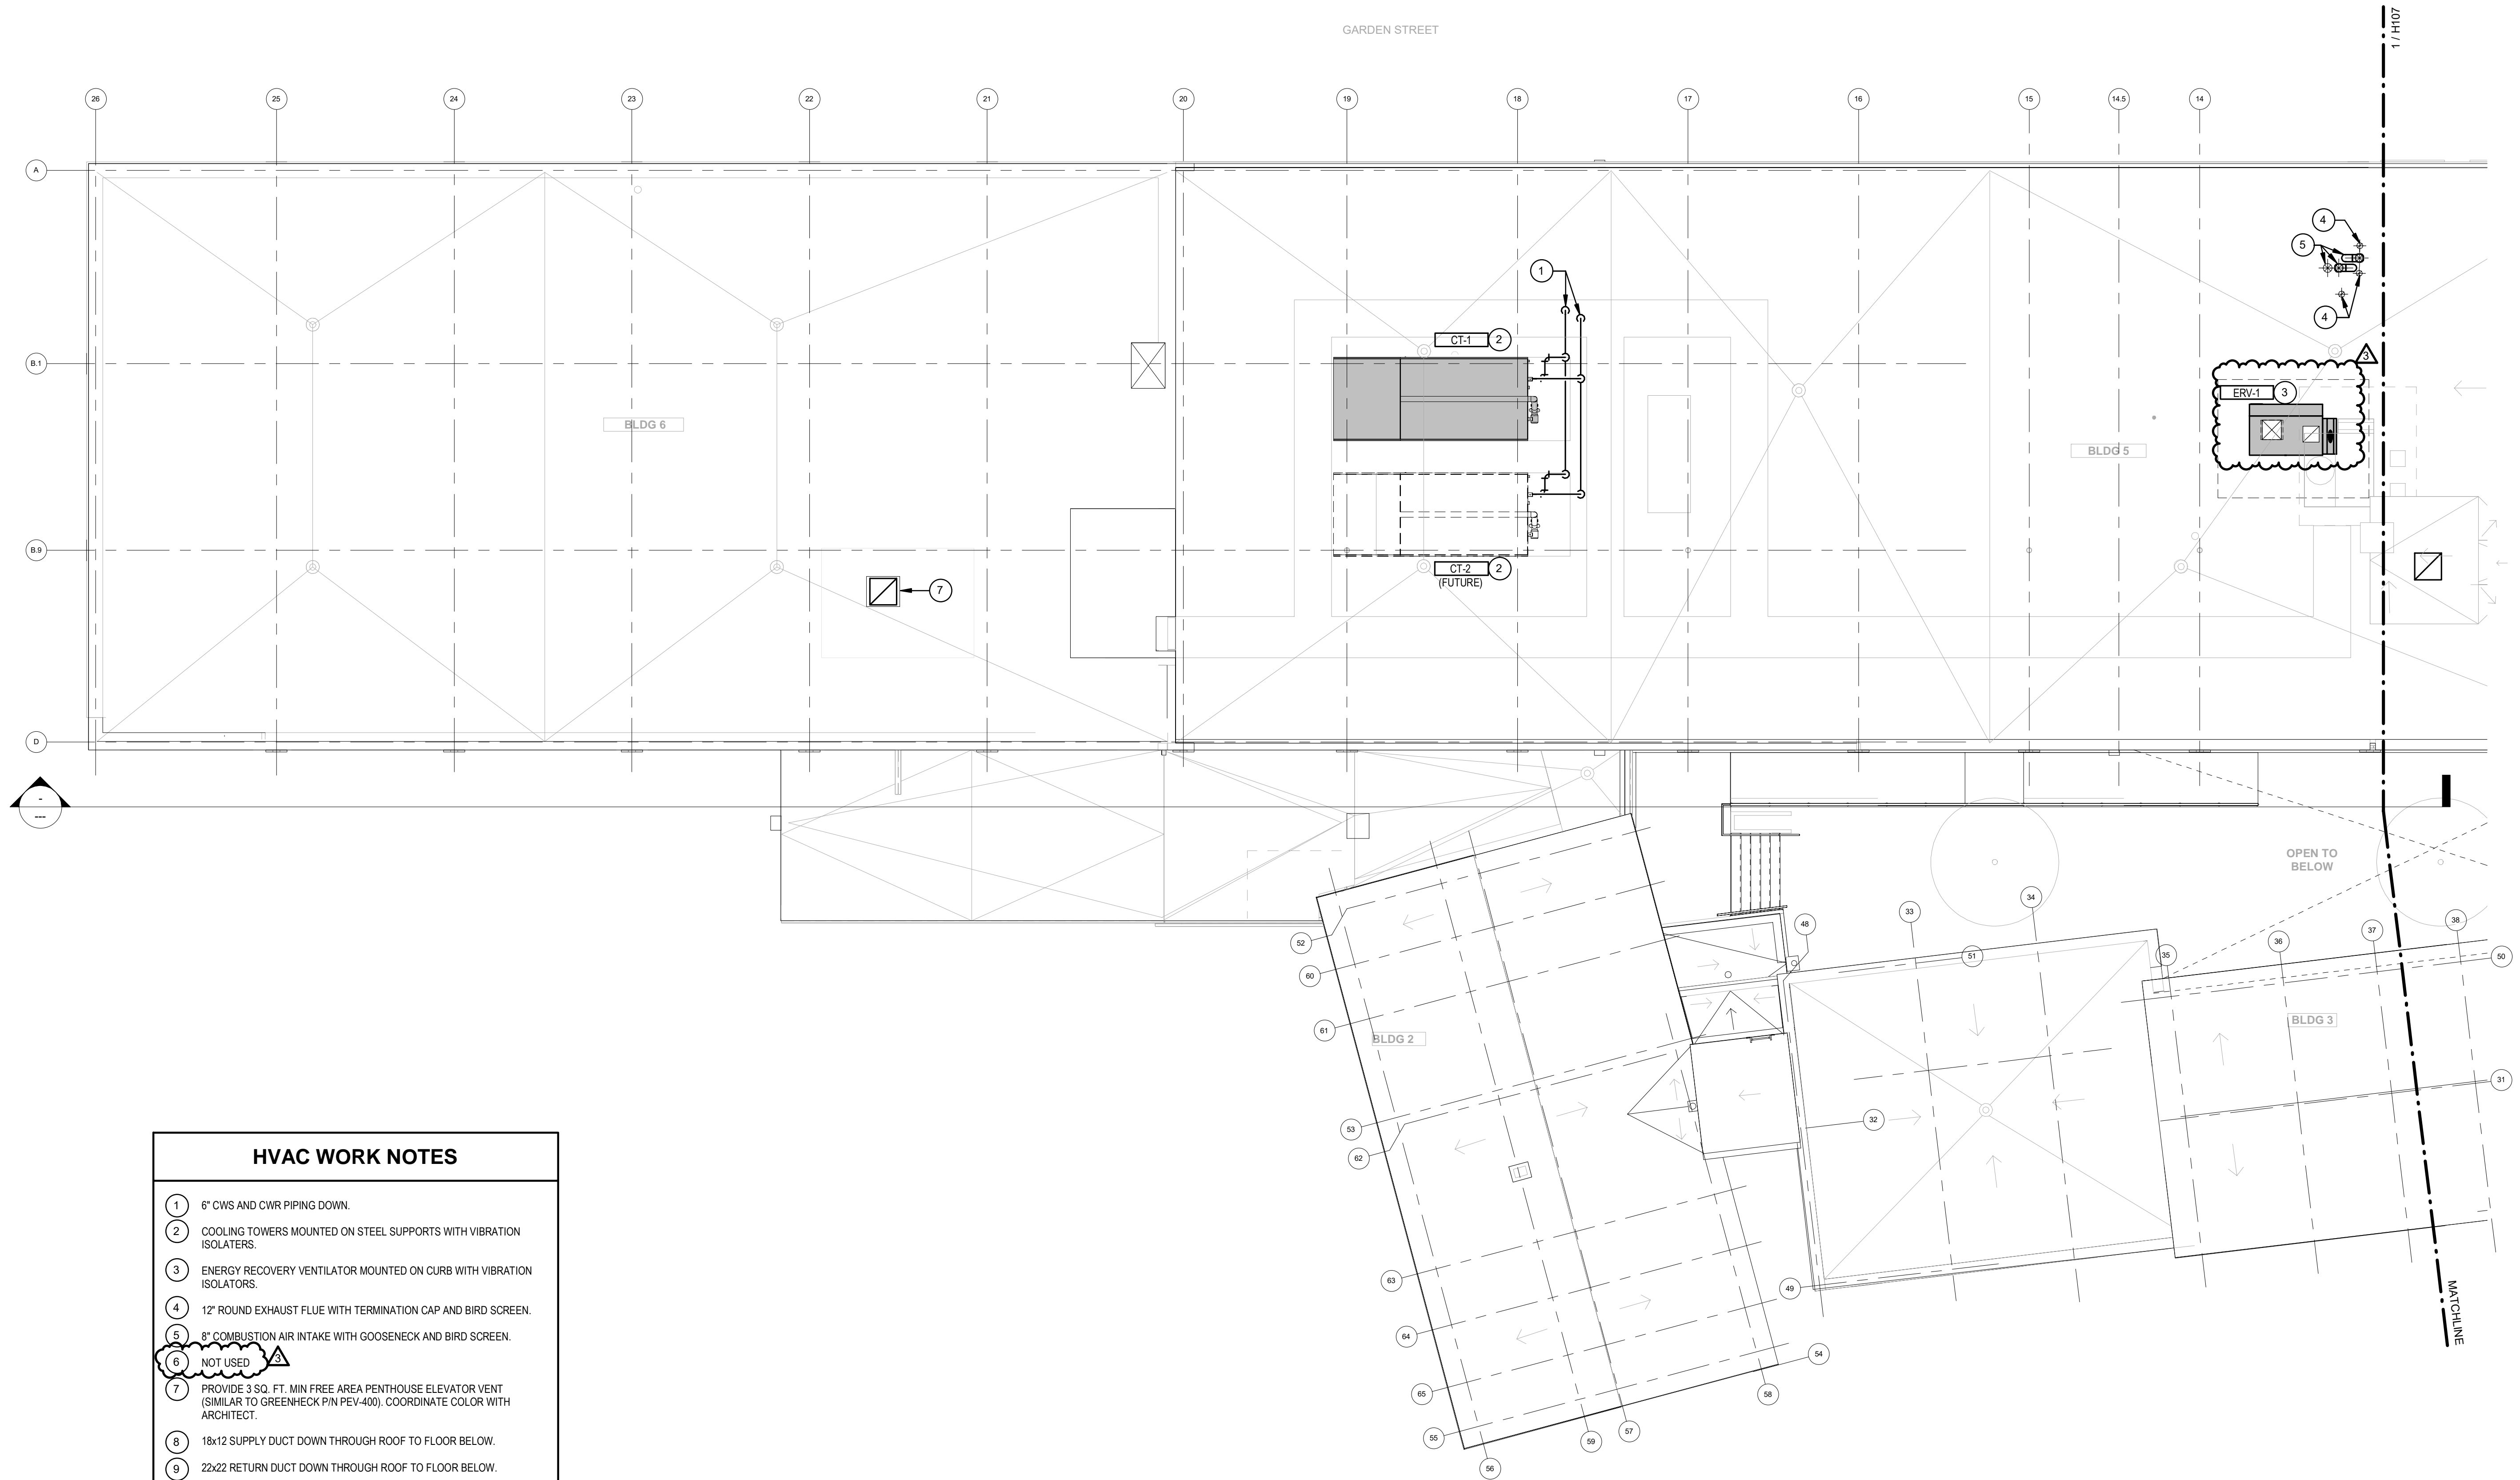 GARDEN STREET
1 / H107
26
25
24
23
22
21
20
19
18
17
16
15
14.5
14
A
4
5
1
4
B.1
CT-1
2
3
ERV-1
3
BLDG 6
BLDG 5
B.9
CT-2
2
(FUTURE)
7
D
-
---
OPEN TO
BELOW
52
48
33
34
38
37
36
35
51
50
60
61
BLDG 2
BLDG 3
31
53
32
62
63
49
64
54
65
58
55
59
57
56
MATCHLINE
HVAC WORK NOTES
1 6" CWS AND CWR PIPING DOWN.
2 COOLING TOWERS MOUNTED ON STEEL SUPPORTS WITH VIBRATION
ISOLATERS.
3 ENERGY RECOVERY VENTILATOR MOUNTED ON CURB WITH VIBRATION
ISOLATORS.
4 12" ROUND EXHAUST FLUE WITH TERMINATION CAP AND BIRD SCREEN.
5 8" COMBUSTION AIR INTAKE WITH GOOSENECK AND BIRD SCREEN.
6 NOT USED 3
7 PROVIDE 3 SQ. FT. MIN FREE AREA PENTHOUSE ELEVATOR VENT
(SIMILAR TO GREENHECK P/N PEV-400). COORDINATE COLOR WITH
ARCHITECT.
8 18x12 SUPPLY DUCT DOWN THROUGH ROOF TO FLOOR BELOW.
9 22x22 RETURN DUCT DOWN THROUGH ROOF TO FLOOR BELOW.